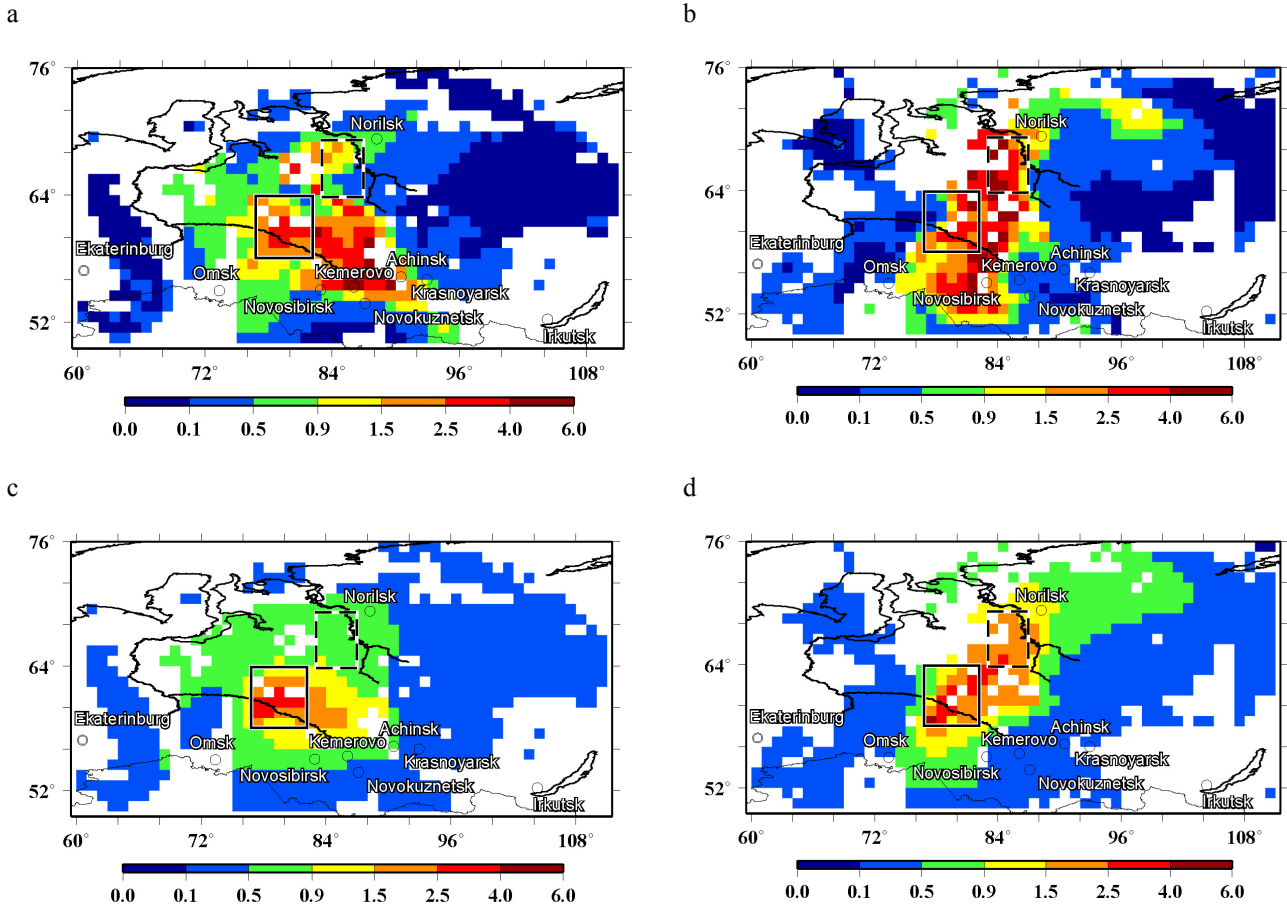 a
76°
Norilsk
64°
Ekaterinburg
Omsk
Kemerovo
Achinsk
Krasnoyarsk
Novosibirsk
Novokuznetsk
52°
Irkutsk
60° 72° 84° 96° 108°
0.0 0.1 0.5 0.9 1.5 2.5 4.0 6.0
b
76°
Norilsk
64°
Ekaterinburg
Omsk
Kemerovo
Achinsk
Krasnoyarsk
Novosibirsk
Novokuznetsk
52°
Irkutsk
60° 72° 84° 96° 108°
0.0 0.1 0.5 0.9 1.5 2.5 4.0 6.0
c
76°
Norilsk
64°
Ekaterinburg
Omsk
Kemerovo
Achinsk
Krasnoyarsk
Novosibirsk
Novokuznetsk
52°
Irkutsk
60° 72° 84° 96° 108°
0.0 0.1 0.5 0.9 1.5 2.5 4.0 6.0
d
76°
Norilsk
64°
Ekaterinburg
Omsk
Kemerovo
Achinsk
Krasnoyarsk
Novosibirsk
Novokuznetsk
52°
Irkutsk
60° 72° 84° 96° 108°
0.0 0.1 0.5 0.9 1.5 2.5 4.0 6.0